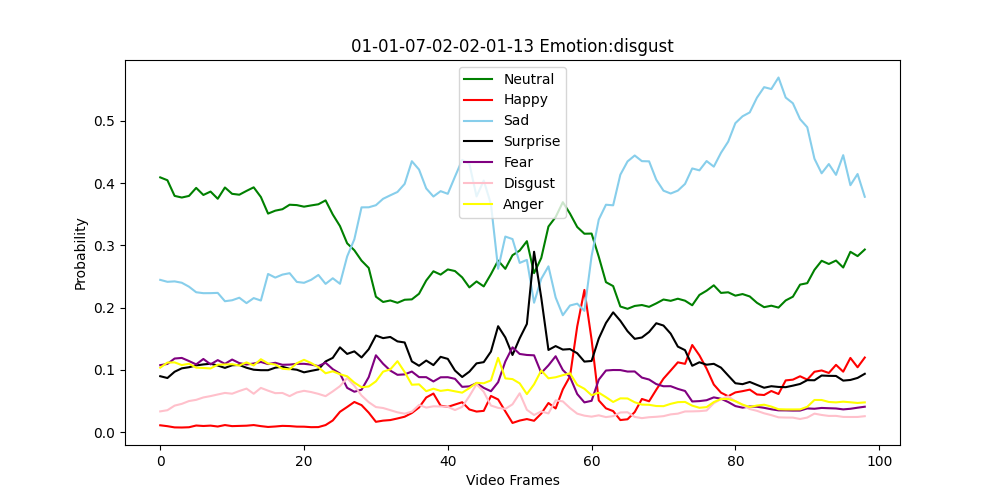 01-01-07-02-02-01-13 Emotion:disgust
Neutral
Happy
Sad
Surprise
Fear
Disgust
Anger
Probability
0.5
0.4
0.3
0.2
0.1
0.0
0 20 40 60 80 100
Video Frames